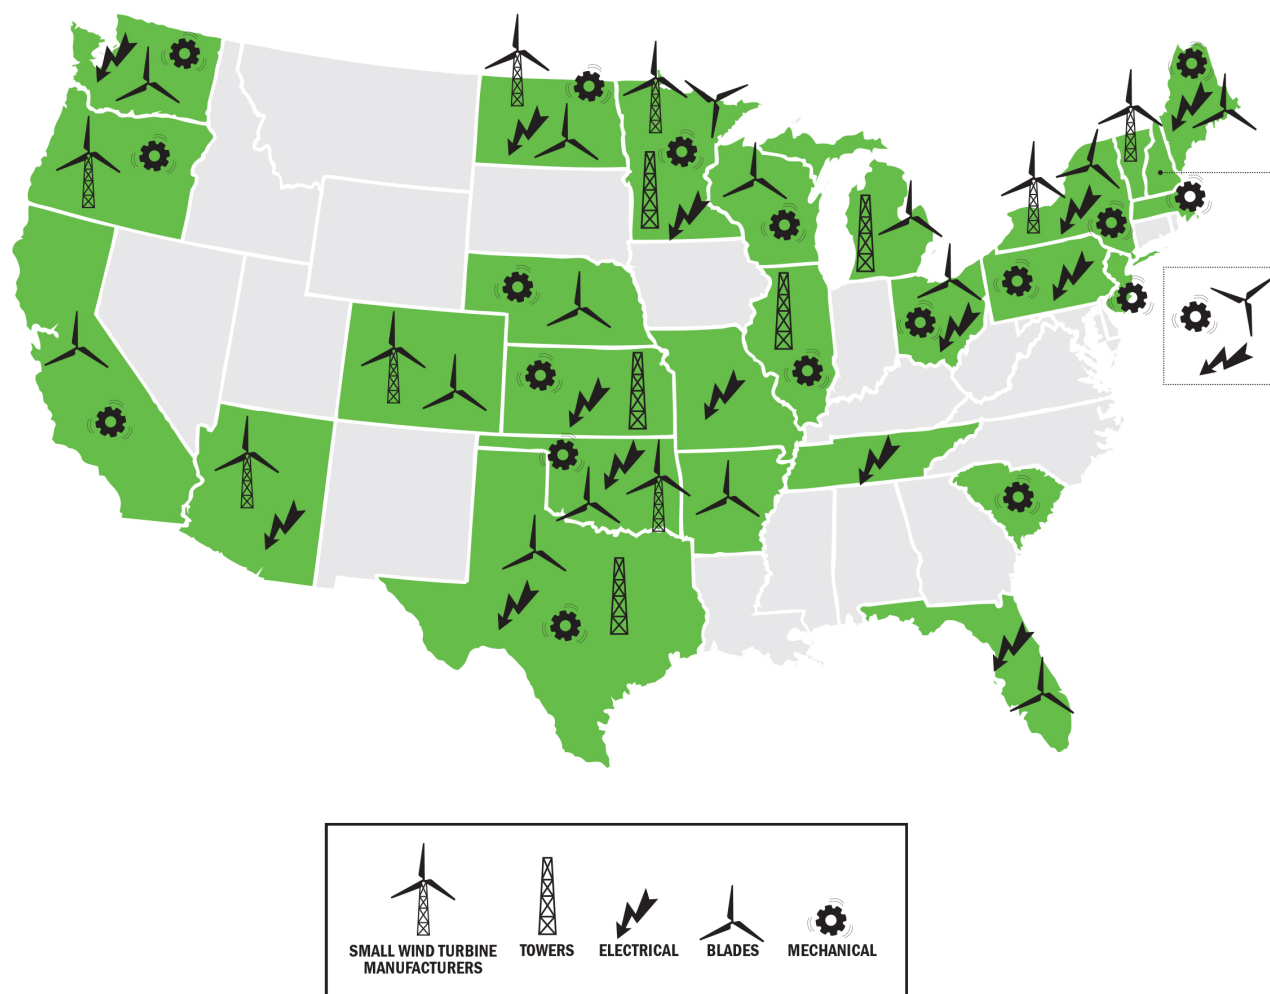 SMALL WIND TURBINE
MANUFACTURERS
TOWERS
ELECTRICAL
BLADES
MECHANICAL